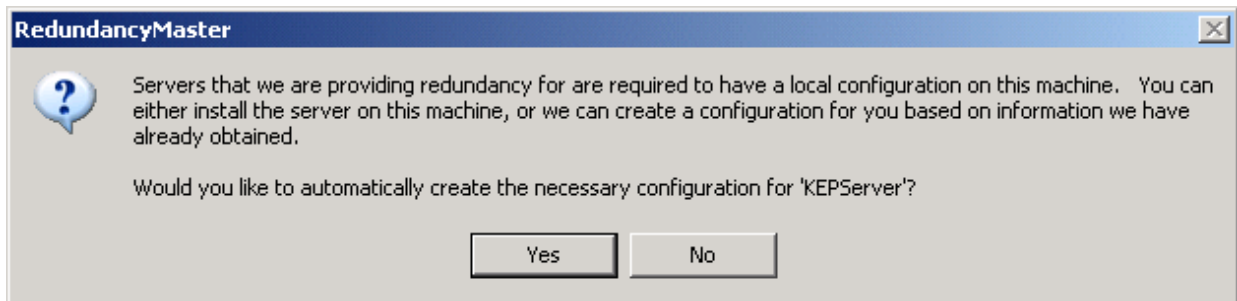 RedundancyMaster
Servers that we are providing redundancy for are required to have a local configuration on this machine.   You can
either install the server on this machine, or we can create a configuration for you based on information we have
already obtained.
Would you like to automatically create the necessary configuration for 'KEPServer'?
Yes
No